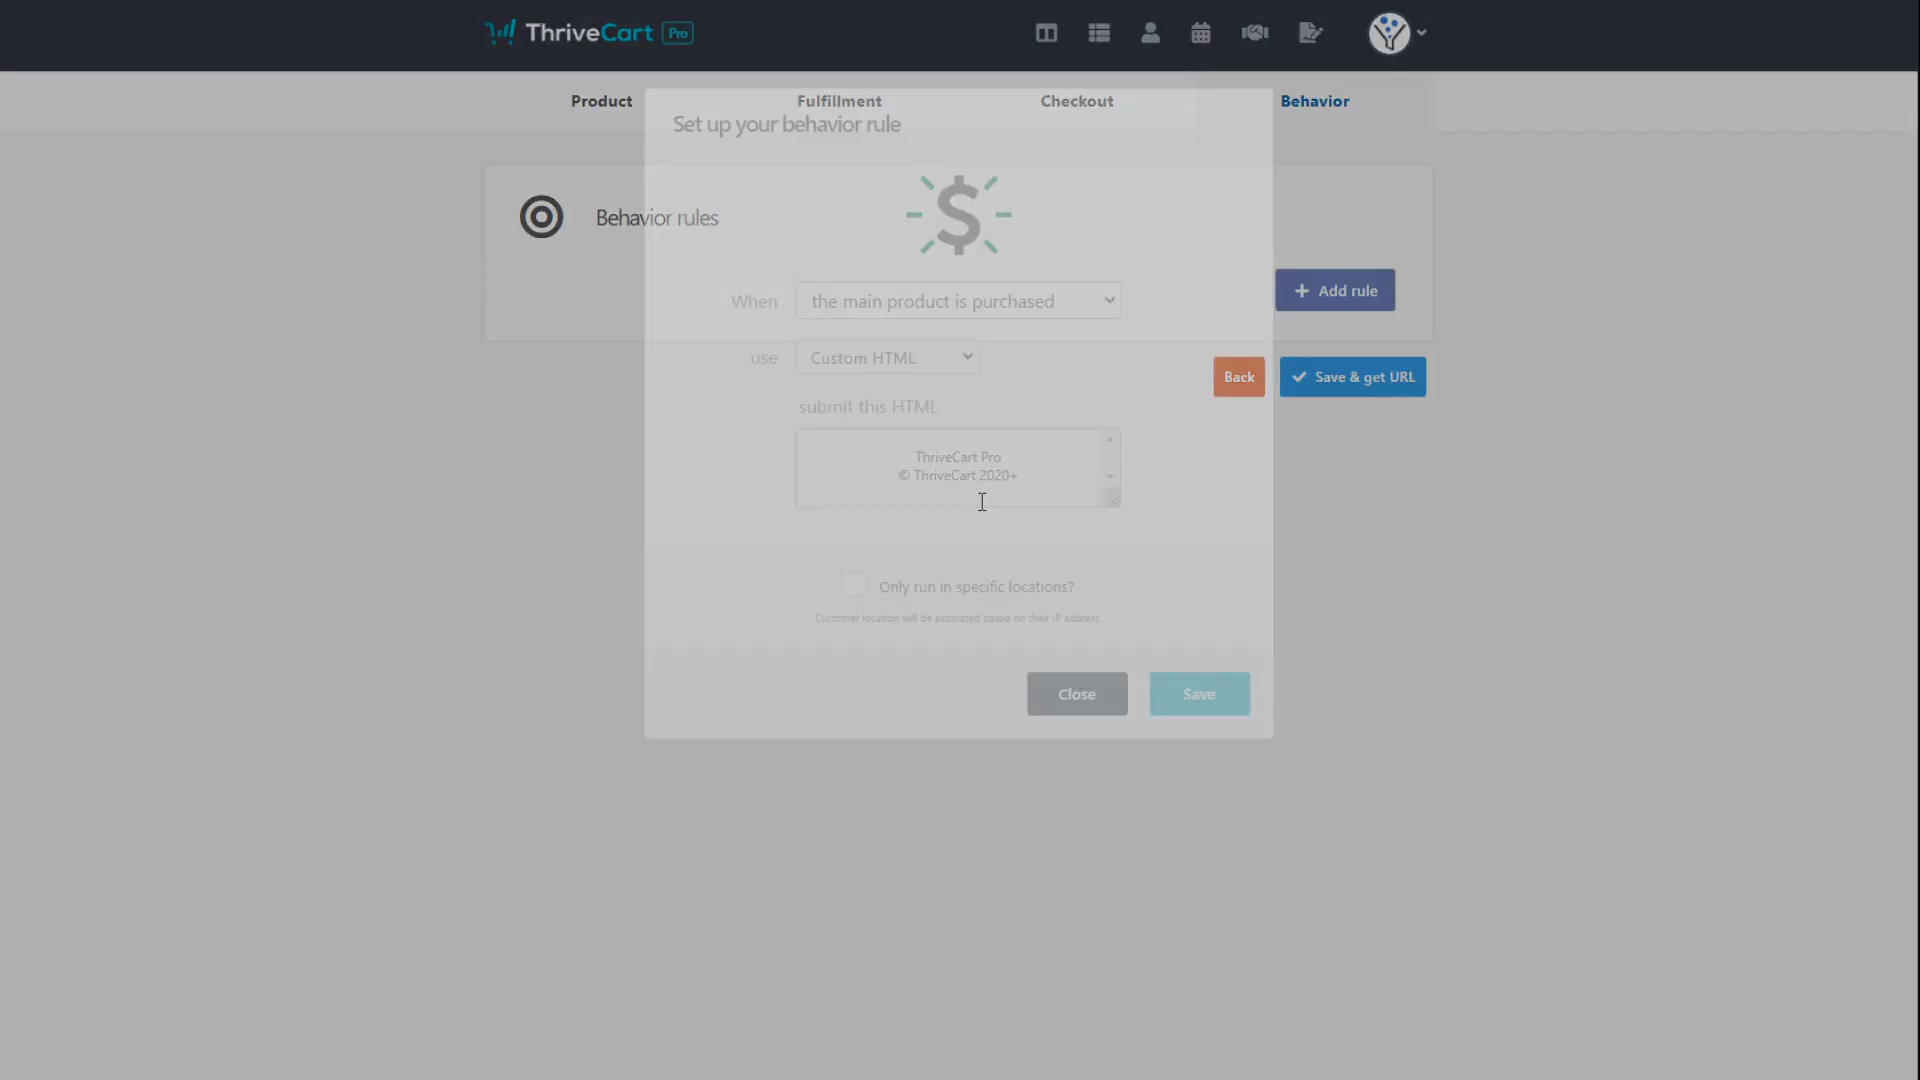 ThriveCart Pro
Product
Fulfillment
Checkout
Behavior
Set up your behavior rule
Behavior rules
When
the main product is purchased
Add rule
use
Custom HTML
Back
Save & get URL
submit this HTML
ThriveCart Pro
© ThriveCart 2020+
Only run in specific locations?
Customer location will be estimated based on their IP address.
Close
Save